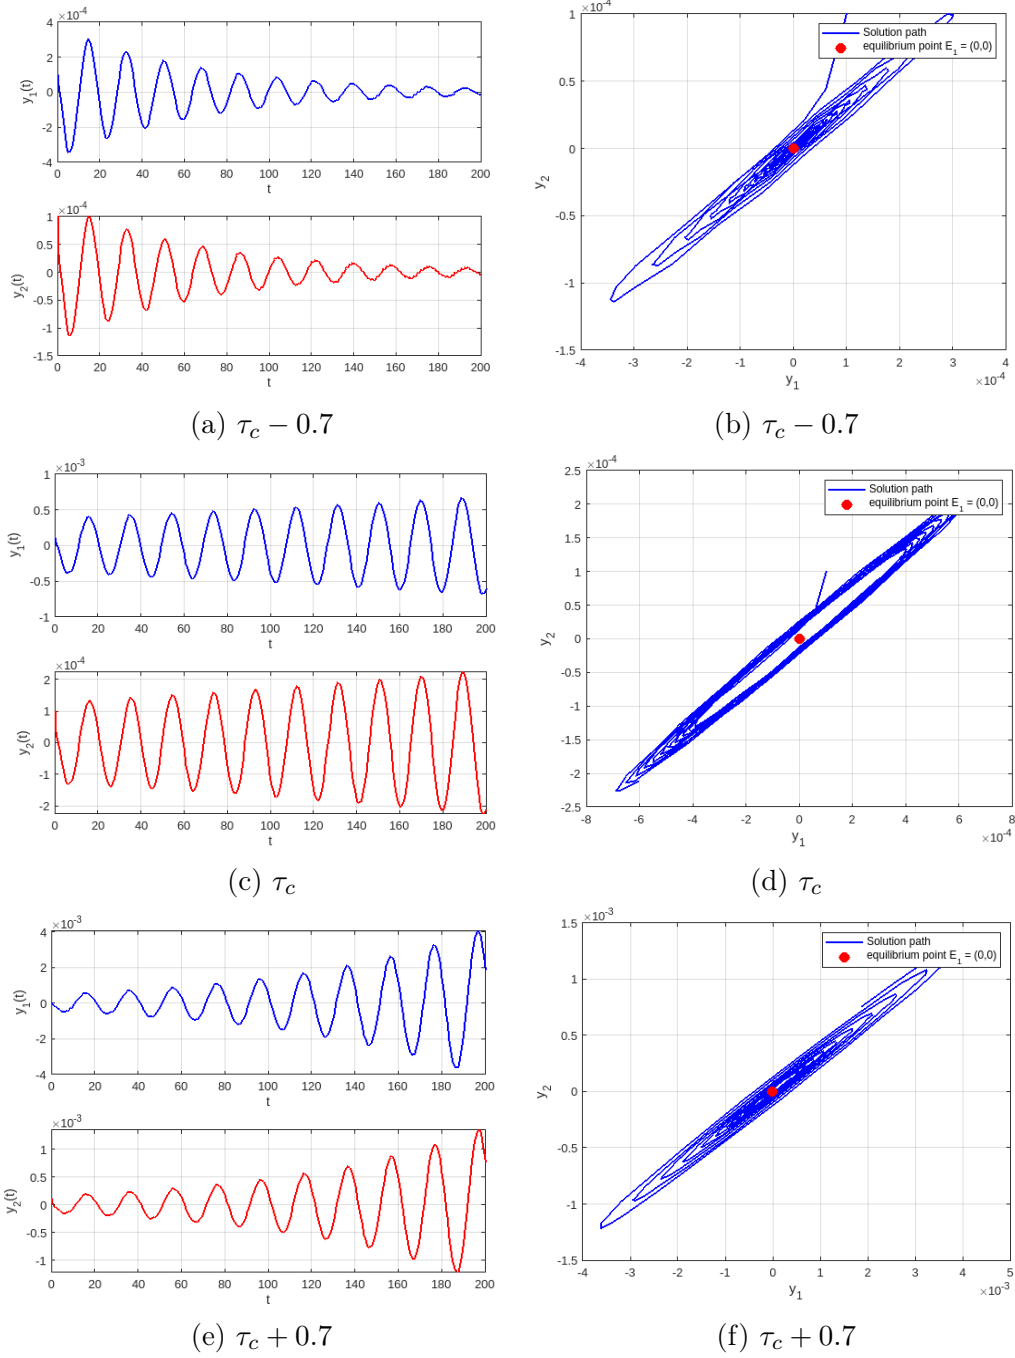 ×10⁻⁴
4
2
0
-2
-4
y₁(t)
0 20 40 60 80 100 120 140 160 180 200
t
×10⁻⁴
1
0.5
0
-0.5
-1
-1.5
y₂(t)
0 20 40 60 80 100 120 140 160 180 200
t
(a) τ_c − 0.7
×10⁻⁴
1
0.5
0
-0.5
-1
-1.5
y₂
Solution path
equilibrium point E₁ = (0,0)
-4 -3 -2 -1 0 1 2 3 4
y₁
×10⁻⁴
(b) τ_c − 0.7
×10⁻³
1
0.5
0
-0.5
-1
y₁(t)
0 20 40 60 80 100 120 140 160 180 200
t
×10⁻⁴
2
1
0
-1
-2
y₂(t)
0 20 40 60 80 100 120 140 160 180 200
t
(c) τ_c
×10⁻⁴
2.5
2
1.5
1
0.5
0
-0.5
-1
-1.5
-2
-2.5
y₂
Solution path
equilibrium point E₁ = (0,0)
-8 -6 -4 -2 0 2 4 6 8
y₁
×10⁻⁴
(d) τ_c
×10⁻³
4
2
0
-2
-4
y₁(t)
0 20 40 60 80 100 120 140 160 180 200
t
×10⁻³
1
0.5
0
-0.5
-1
y₂(t)
0 20 40 60 80 100 120 140 160 180 200
t
(e) τ_c + 0.7
×10⁻³
1.5
1
0.5
0
-0.5
-1
-1.5
y₂
Solution path
equilibrium point E₁ = (0,0)
-4 -3 -2 -1 0 1 2 3 4 5
y₁
×10⁻³
(f) τ_c + 0.7